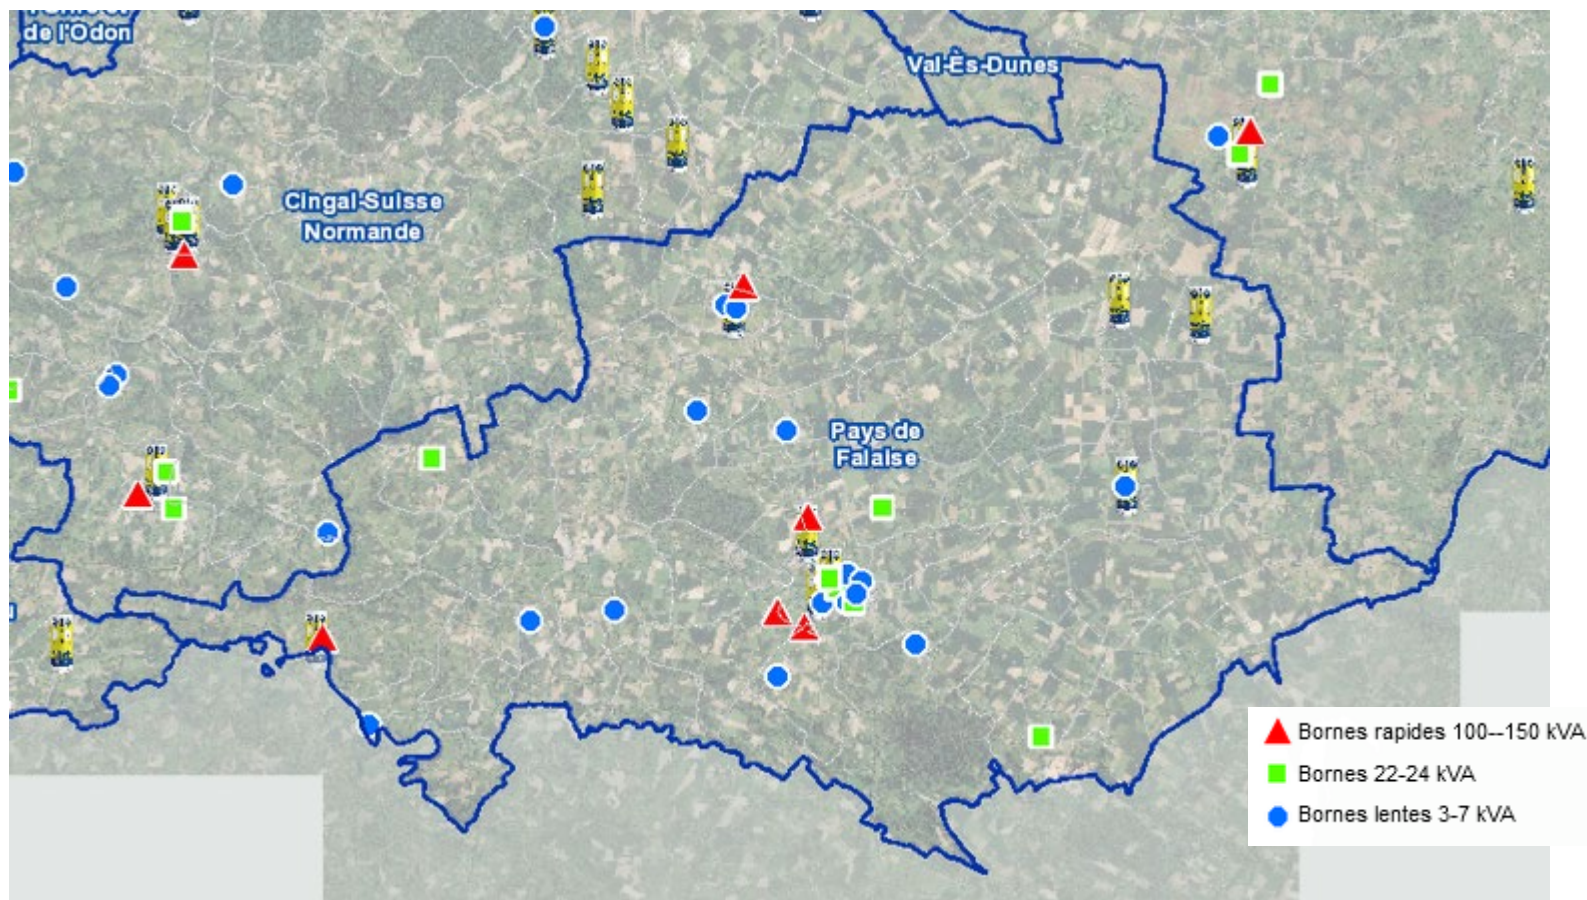 de l'Odon
Val-Ès-Dunes
Cingal-Suisse
Normande
Pays de
Falaise
Bornes rapides 100--150 kVA
Bornes 22-24 kVA
Bornes lentes 3-7 kVA